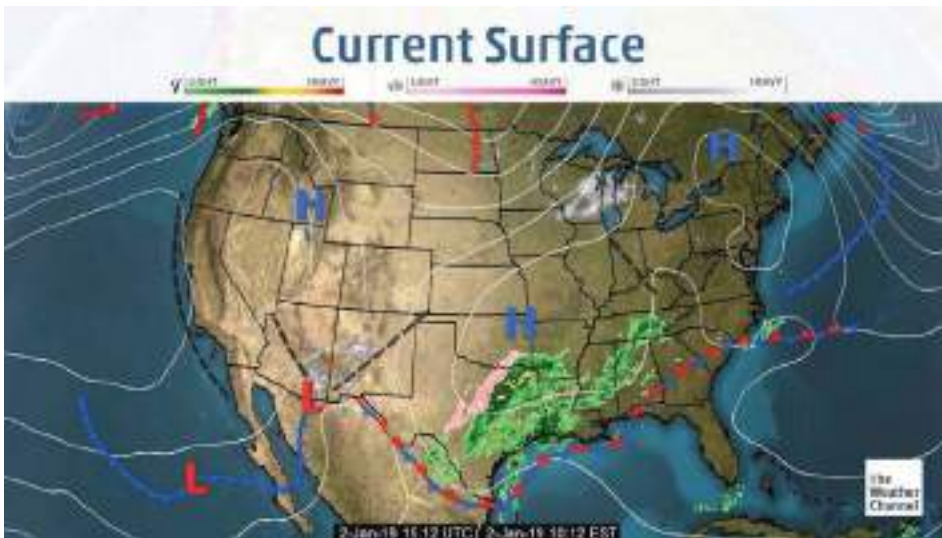 Current Surface
LIGHT HEAVY LIGHT HEAVY LIGHT HEAVY
H
H
H
L
L
The
Weather
Channel
2-Jan-19 15:12 UTC | 2-Jan-19 10:12 EST